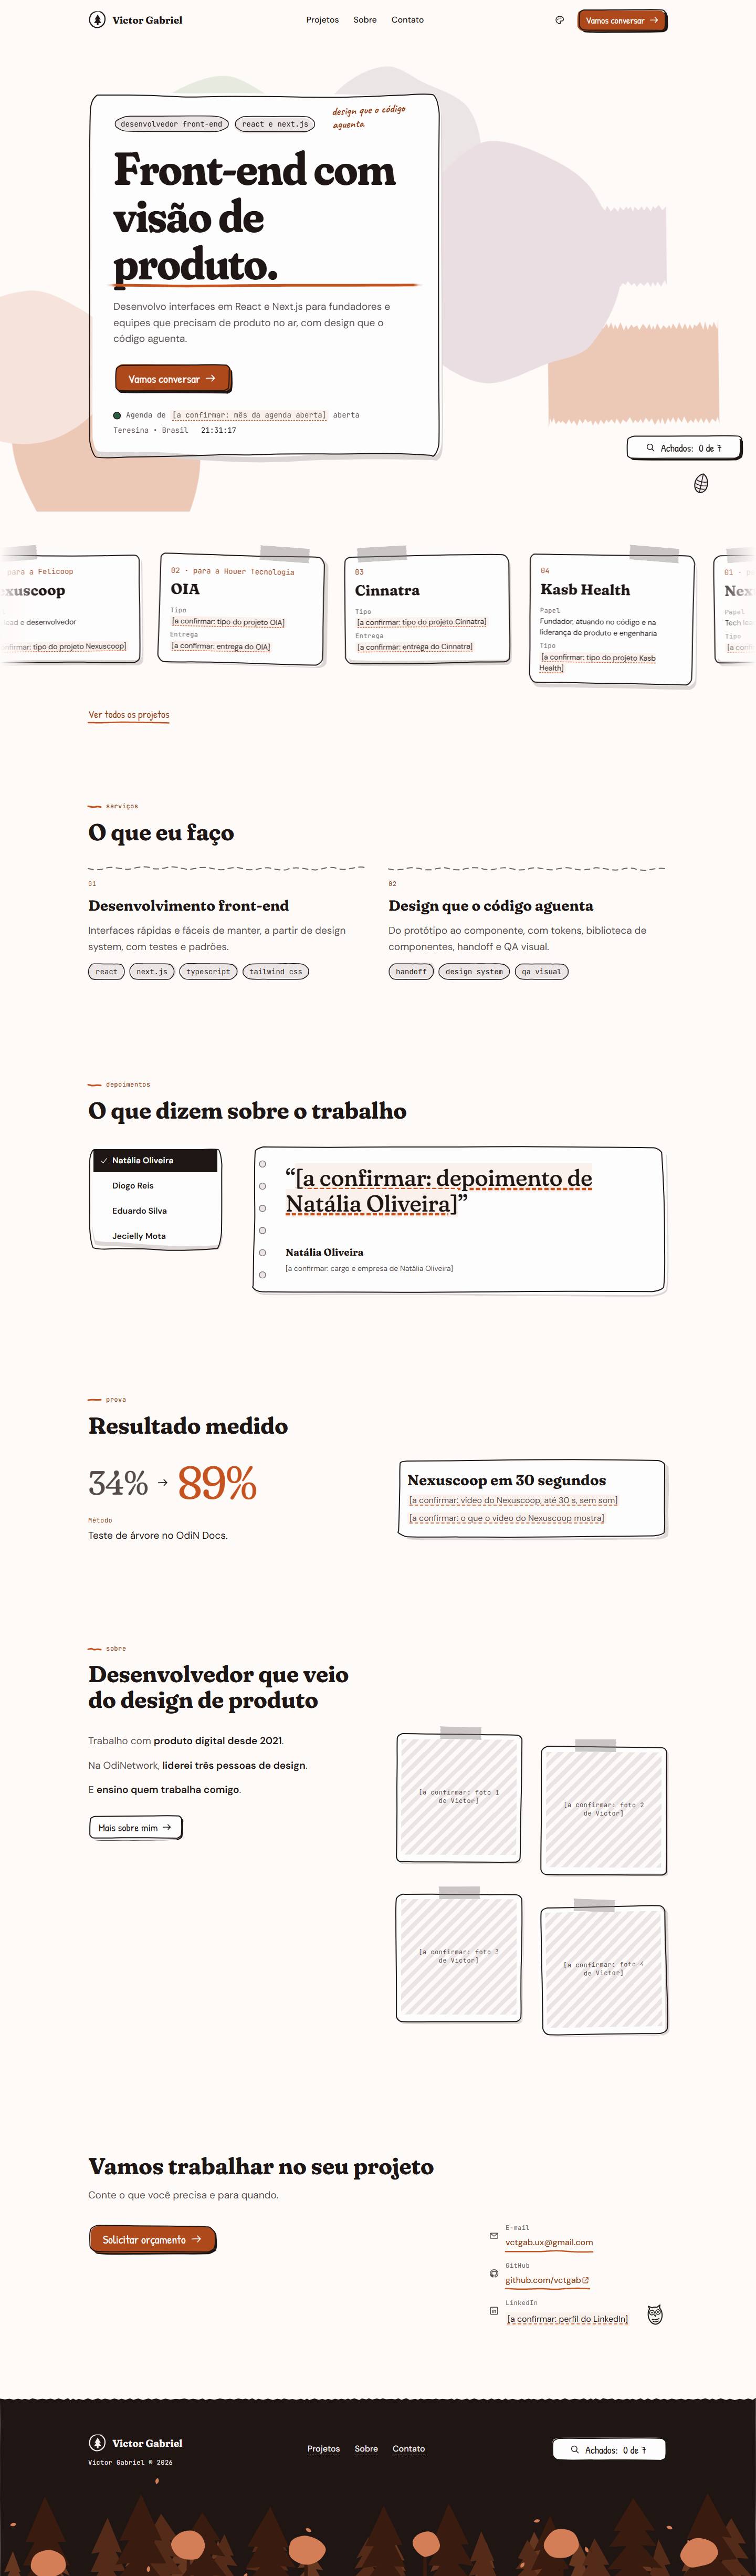 Victor Gabriel
Projetos Sobre Contato
Vamos conversar →
desenvolvedor front-end react e next.js
design que o código
aguenta
Front-end com
visão de
produto.
Desenvolvo interfaces em React e Next.js para fundadores e
equipes que precisam de produto no ar, com design que o
código aguenta.
Vamos conversar →
Agenda de [a confirmar: mês da agenda aberta] aberta
Teresina • Brasil 21:31:17
Achados: 0 de 7
para a Felicoop
exuscoop
ead e desenvolvedor
nfirmar: tipo do projeto Nexuscoop]
02 · para a Houer Tecnologia
OIA
Tipo
[a confirmar: tipo do projeto OIA]
Entrega
[a confirmar: entrega do OIA]
03
Cinnatra
Tipo
[a confirmar: tipo do projeto Cinnatra]
Entrega
[a confirmar: entrega do Cinnatra]
04
Kasb Health
Papel
Fundador, atuando no código e na
liderança de produto e engenharia
Tipo
[a confirmar: tipo do projeto Kasb
Health]
01
Nex
Papel
Tech
Tipo
Ver todos os projetos
serviços
O que eu faço
01
Desenvolvimento front-end
Interfaces rápidas e fáceis de manter, a partir de design
system, com testes e padrões.
react next.js typescript tailwind css
02
Design que o código aguenta
Do protótipo ao componente, com tokens, biblioteca de
componentes, handoff e QA visual.
handoff design system qa visual
depoimentos
O que dizem sobre o trabalho
Natália Oliveira
Diogo Reis
Eduardo Silva
Jecielly Mota
“[a confirmar: depoimento de
Natália Oliveira]”
Natália Oliveira
[a confirmar: cargo e empresa de Natália Oliveira]
prova
Resultado medido
34% → 89%
Método
Teste de árvore no OdiN Docs.
Nexuscoop em 30 segundos
[a confirmar: vídeo do Nexuscoop, até 30 s, sem som]
[a confirmar: o que o vídeo do Nexuscoop mostra]
sobre
Desenvolvedor que veio
do design de produto
Trabalho com produto digital desde 2021.
Na OdiNetwork, liderei três pessoas de design.
E ensino quem trabalha comigo.
Mais sobre mim →
[a confirmar: foto 1
de Victor]
[a confirmar: foto 2
de Victor]
[a confirmar: foto 3
de Victor]
[a confirmar: foto 4
de Victor]
Vamos trabalhar no seu projeto
Conte o que você precisa e para quando.
Solicitar orçamento →
E-mail
vctgab.ux@gmail.com
GitHub
github.com/vctgab
LinkedIn
[a confirmar: perfil do LinkedIn]
Victor Gabriel
Victor Gabriel © 2026
Projetos Sobre Contato
Achados: 0 de 7